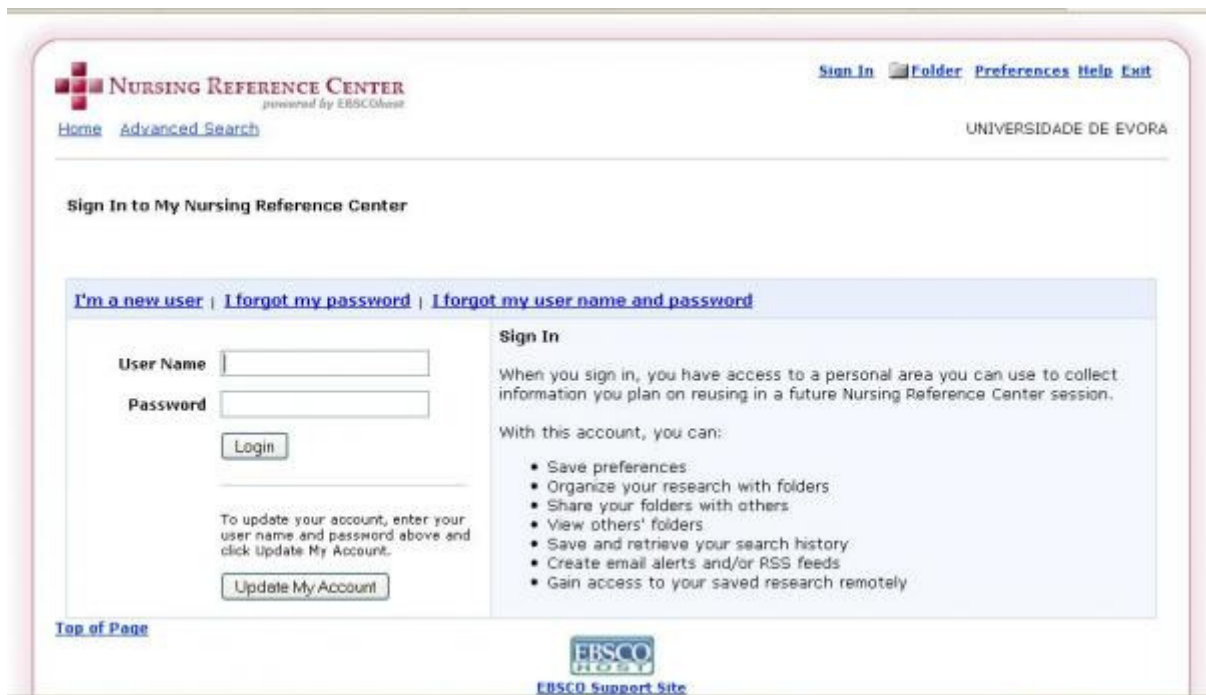 Sign In Folder Preferences Help Exit
NURSING REFERENCE CENTER
powered by EBSCOhost
Home Advanced Search
UNIVERSIDADE DE EVORA
Sign In to My Nursing Reference Center
I'm a new user | I forgot my password | I forgot my user name and password
User Name
Password
Login
To update your account, enter your
user name and password above and
click Update My Account.
Update My Account
Sign In
When you sign in, you have access to a personal area you can use to collect
information you plan on reusing in a future Nursing Reference Center session.
With this account, you can:
• Save preferences
• Organize your research with folders
• Share your folders with others
• View others' folders
• Save and retrieve your search history
• Create email alerts and/or RSS feeds
• Gain access to your saved research remotely
Top of Page
EBSCO
HOST
EBSCO Support Site